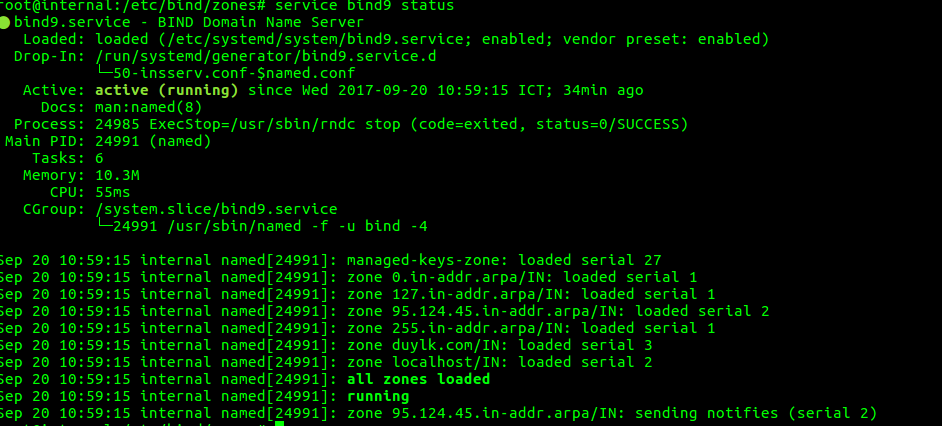 root@internal:/etc/bind/zones# service bind9 status
● bind9.service - BIND Domain Name Server
   Loaded: loaded (/etc/systemd/system/bind9.service; enabled; vendor preset: enabled)
  Drop-In: /run/systemd/generator/bind9.service.d
           └─50-insserv.conf-$named.conf
   Active: active (running) since Wed 2017-09-20 10:59:15 ICT; 34min ago
     Docs: man:named(8)
  Process: 24985 ExecStop=/usr/sbin/rndc stop (code=exited, status=0/SUCCESS)
 Main PID: 24991 (named)
    Tasks: 6
   Memory: 10.3M
      CPU: 55ms
   CGroup: /system.slice/bind9.service
           └─24991 /usr/sbin/named -f -u bind -4
Sep 20 10:59:15 internal named[24991]: managed-keys-zone: loaded serial 27
Sep 20 10:59:15 internal named[24991]: zone 0.in-addr.arpa/IN: loaded serial 1
Sep 20 10:59:15 internal named[24991]: zone 127.in-addr.arpa/IN: loaded serial 1
Sep 20 10:59:15 internal named[24991]: zone 95.124.45.in-addr.arpa/IN: loaded serial 2
Sep 20 10:59:15 internal named[24991]: zone 255.in-addr.arpa/IN: loaded serial 1
Sep 20 10:59:15 internal named[24991]: zone duylk.com/IN: loaded serial 3
Sep 20 10:59:15 internal named[24991]: zone localhost/IN: loaded serial 2
Sep 20 10:59:15 internal named[24991]: all zones loaded
Sep 20 10:59:15 internal named[24991]: running
Sep 20 10:59:15 internal named[24991]: zone 95.124.45.in-addr.arpa/IN: sending notifies (serial 2)